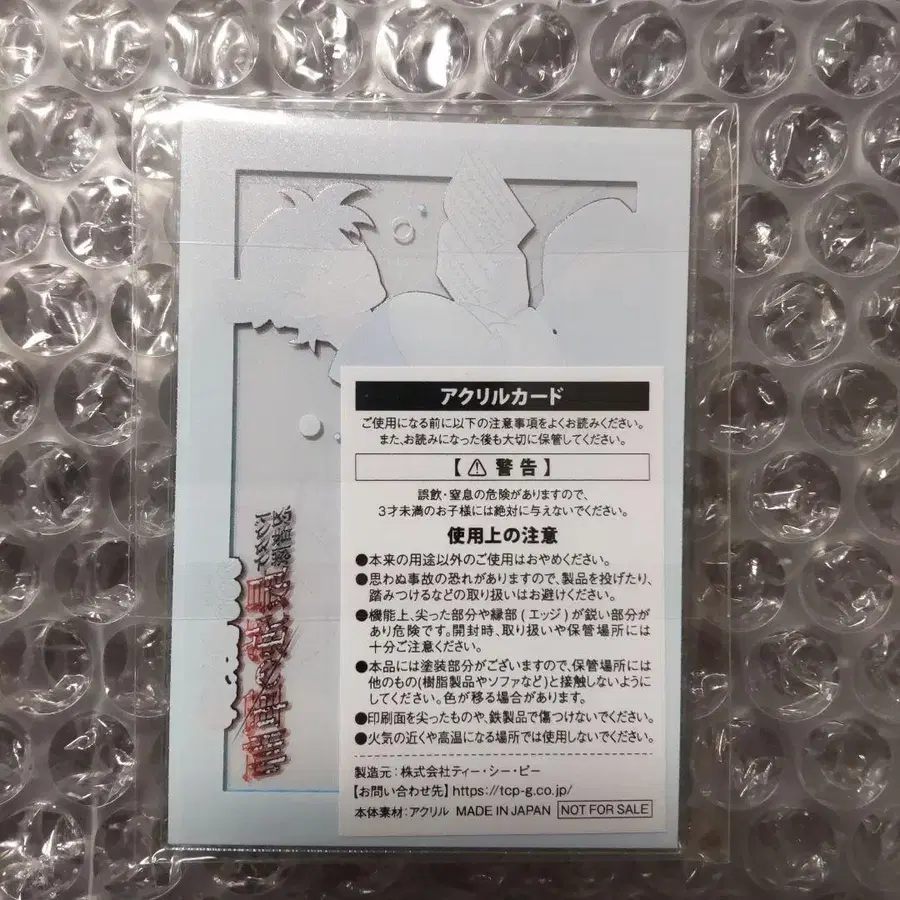 アクリルカード
ご使用になる前に以下の注意事項をよくお読みください。
また、お読みになった後も大切に保管してください。
【⚠警告】
誤飲・窒息の危険がありますので、
3才未満のお子様には絶対に与えないでください。
使用上の注意
●本来の用途以外のご使用はおやめください。
●思わぬ事故の恐れがありますので、製品を投げたり、
踏みつけるなどの取り扱いはお避けください。
●機能上、尖った部分や縁部(エッジ)が鋭い部分が
あり危険です。開封時、取り扱いや保管場所には
十分ご注意ください。
●本品には塗装部分がございますので、保管場所には
他のもの(樹脂製品やソファなど)と接触しないように
してください。色が移る場合があります。
●印刷面を尖ったものや、鉄製品で傷つけないでください。
●火気の近くや高温になる場所では使用しないでください。
製造元:株式会社ティー・シー・ピー
【お問い合わせ先】https://tcp-g.co.jp/
本体素材:アクリル MADE IN JAPAN NOT FOR SALE